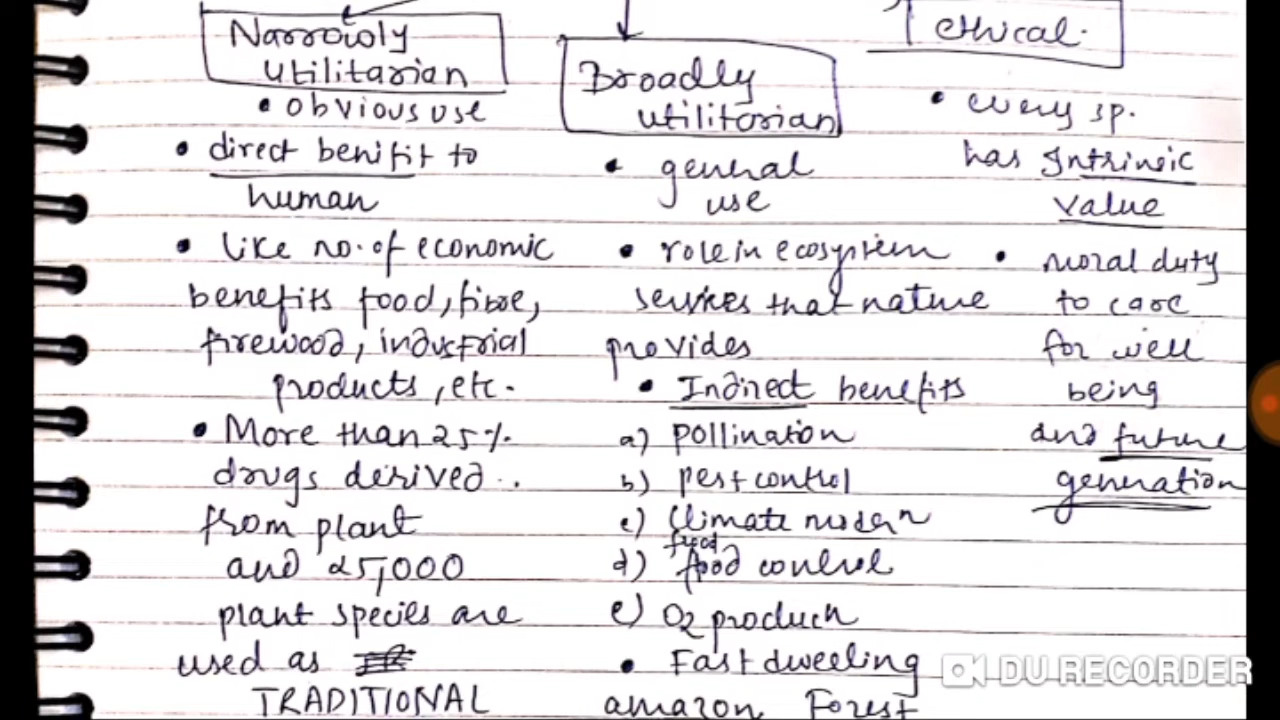 Narrowly
utilitarian
• obvious use
• direct benifit to
human
• Like no. of economic
benefits food, fibre,
firewood, industrial
products, etc.
• More than 25%
drugs derived..
from plant
and 25,000
plant species are
used as
TRADITIONAL
Broadly
utilitarian
• general
use
• role in ecosystem
services that nature
provides
• Indirect benefits
a) pollination
b) pest control
c) climate moder^n
flood
d) food control
e) O2 producn
• Fast dweeling
amazon Forest
ethical.
• every sp.
has Intrinsic
value
• moral duty
to care
for well
being
and future
generation
DU RECORDER